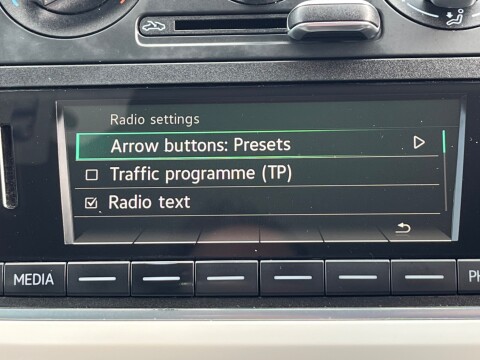 Radio settings
Arrow buttons: Presets
Traffic programme (TP)
Radio text
MEDIA